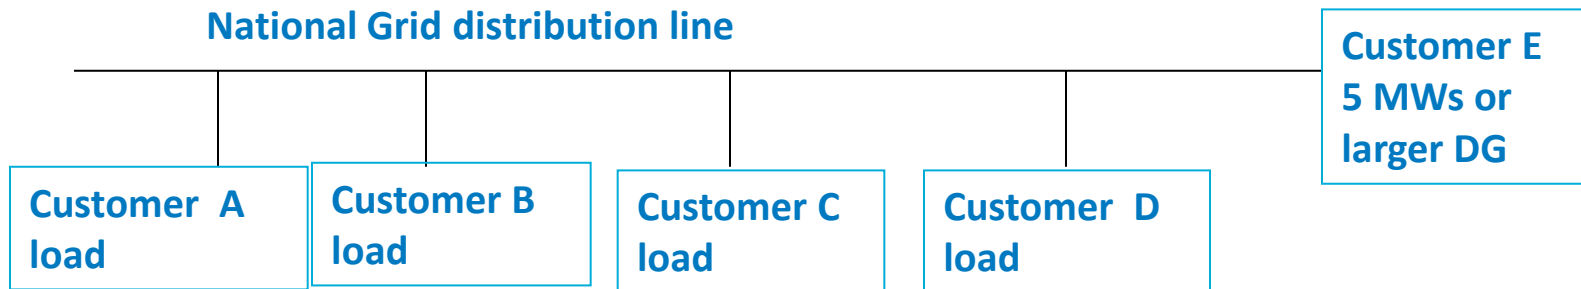 National Grid distribution line
Customer E
5 MWs or
larger DG
Customer A
load
Customer B
load
Customer C
load
Customer D
load